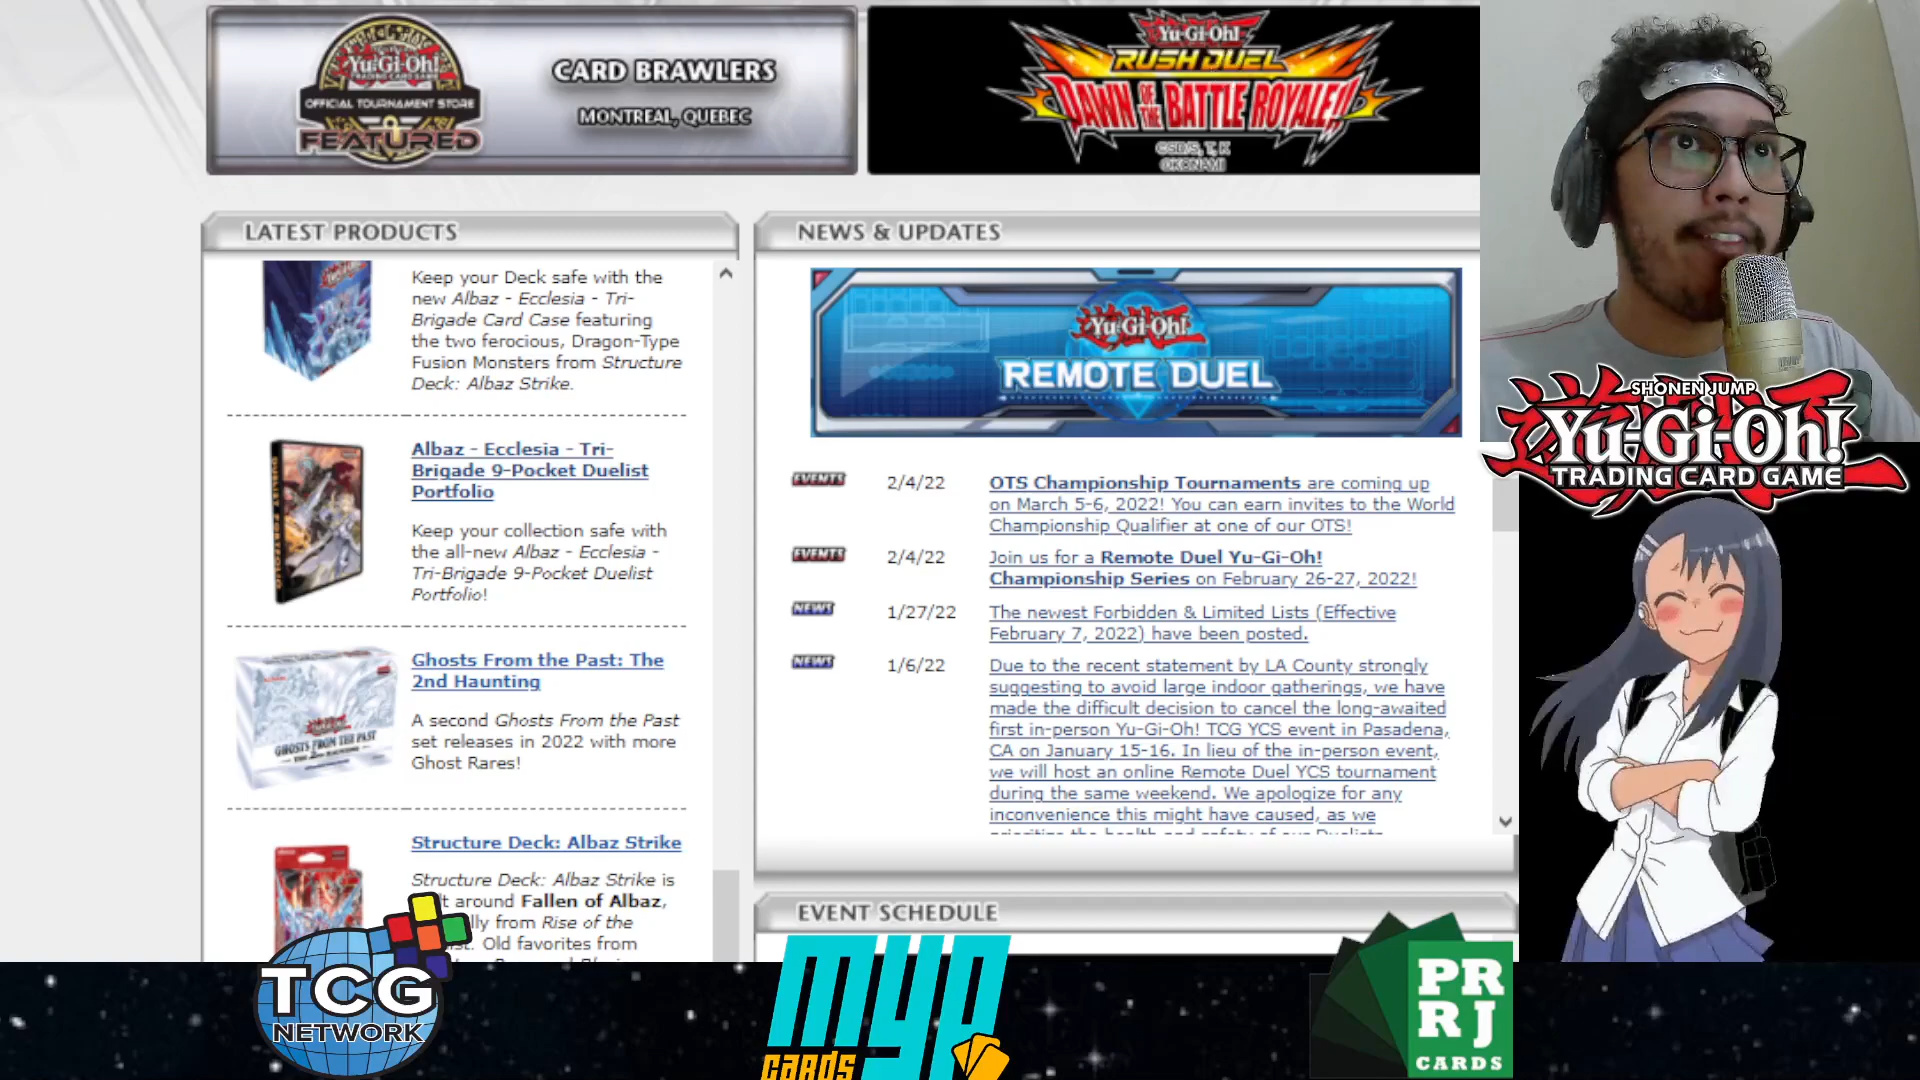 Yu-Gi-Oh!
TRADING CARD GAME
OFFICIAL TOURNAMENT STORE
FEATURED
CARD BRAWLERS
MONTREAL, QUEBEC
Yu-Gi-Oh!
RUSH DUEL
DAWN OF THE BATTLE ROYALE!!
©KONAMI
LATEST PRODUCTS
Keep your Deck safe with the
new Albaz - Ecclesia - Tri-
Brigade Card Case featuring
the two ferocious, Dragon-Type
Fusion Monsters from Structure
Deck: Albaz Strike.
Albaz - Ecclesia - Tri-
Brigade 9-Pocket Duelist
Portfolio
Keep your collection safe with
the all-new Albaz - Ecclesia -
Tri-Brigade 9-Pocket Duelist
Portfolio!
GHOSTS FROM THE PAST
Ghosts From the Past: The
2nd Haunting
A second Ghosts From the Past
set releases in 2022 with more
Ghost Rares!
Structure Deck: Albaz Strike
Structure Deck: Albaz Strike is
around Fallen of Albaz,
from Rise of the
Old favorites from
NEWS & UPDATES
Yu-Gi-Oh!
REMOTE DUEL
EVENTS 2/4/22 OTS Championship Tournaments are coming up
on March 5-6, 2022! You can earn invites to the World
Championship Qualifier at one of our OTS!
EVENTS 2/4/22 Join us for a Remote Duel Yu-Gi-Oh!
Championship Series on February 26-27, 2022!
NEWS 1/27/22 The newest Forbidden & Limited Lists (Effective
February 7, 2022) have been posted.
NEWS 1/6/22 Due to the recent statement by LA County strongly
suggesting to avoid large indoor gatherings, we have
made the difficult decision to cancel the long-awaited
first in-person Yu-Gi-Oh! TCG YCS event in Pasadena,
CA on January 15-16. In lieu of the in-person event,
we will host an online Remote Duel YCS tournament
during the same weekend. We apologize for any
inconvenience this might have caused, as we
EVENT SCHEDULE
SHONEN JUMP
Yu-Gi-Oh!
TRADING CARD GAME
TCG
NETWORK
myp
cards
PR
RJ
CARDS